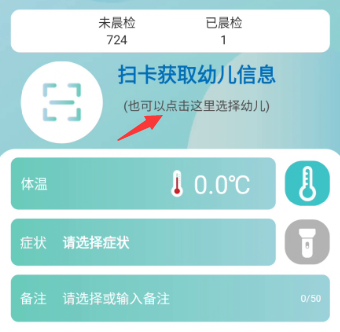 未晨检 已晨检
724 1
扫卡获取幼儿信息
(也可以点击这里选择幼儿)
体温 0.0℃
症状 请选择症状
备注 请选择或输入备注 0/50